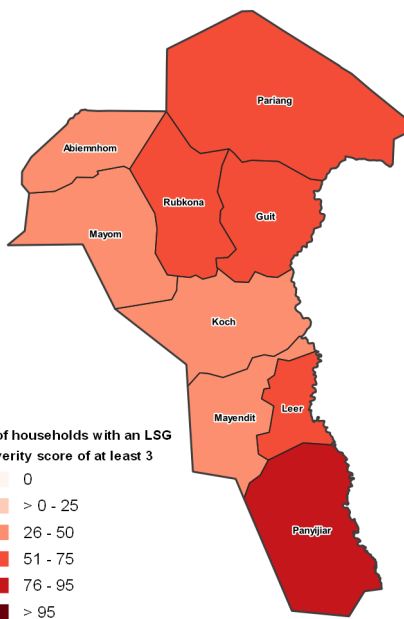 Pariang
Abiemnhom
Rubkona
Guit
Mayom
Koch
Mayendit
Leer
Panyijiar
of households with an LSG
verity score of at least 3
0
> 0 - 25
26 - 50
51 - 75
76 - 95
> 95